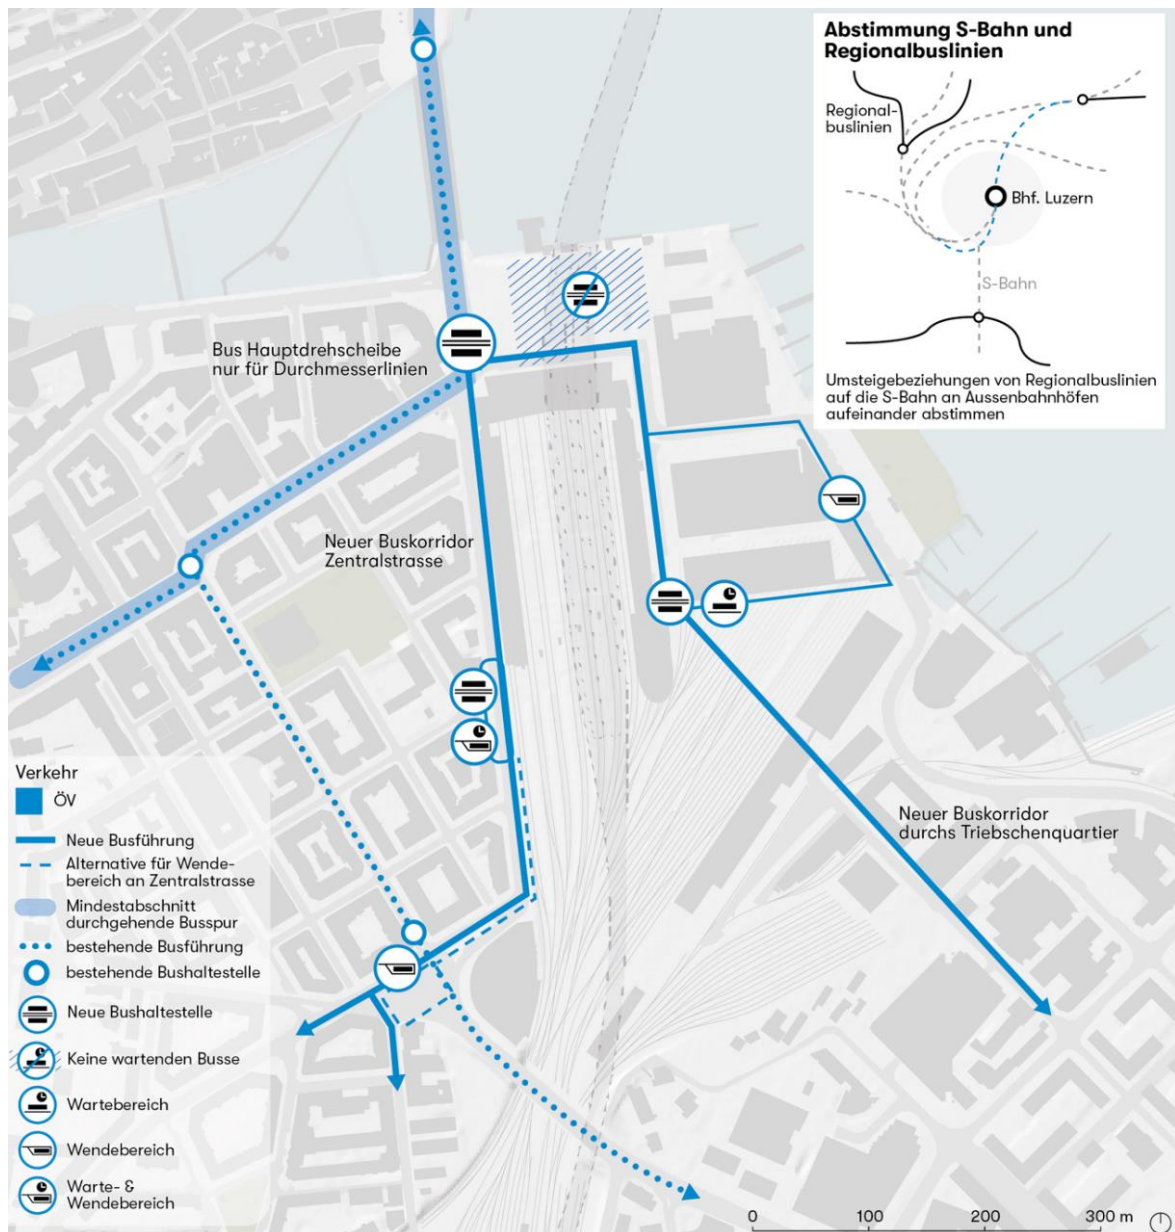 Abstimmung S-Bahn und
Regionalbuslinien
Regional-
buslinien
Bhf. Luzern
S-Bahn
Umsteigebeziehungen von Regionalbuslinien
auf die S-Bahn an Aussenbahnhöfen
aufeinander abstimmen
Bus Hauptdrehscheibe
nur für Durchmesserlinien
Neuer Buskorridor
Zentralstrasse
Neuer Buskorridor
durchs Triebschenquartier
Verkehr
ÖV
Neue Busführung
Alternative für Wende-
bereich an Zentralstrasse
Mindestabschnitt
durchgehende Busspur
bestehende Busführung
bestehende Bushaltestelle
Neue Bushaltestelle
Keine wartenden Busse
Wartebereich
Wendebereich
Warte- &
Wendebereich
0 100 200 300 m